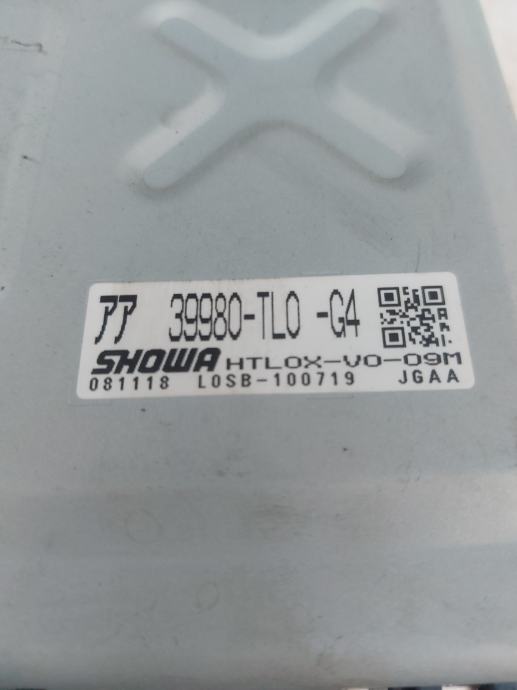 アア 39980-TL0 -G4
SHOWA HTL0X-V0-09M
081118 L0SB-100719 JGAA